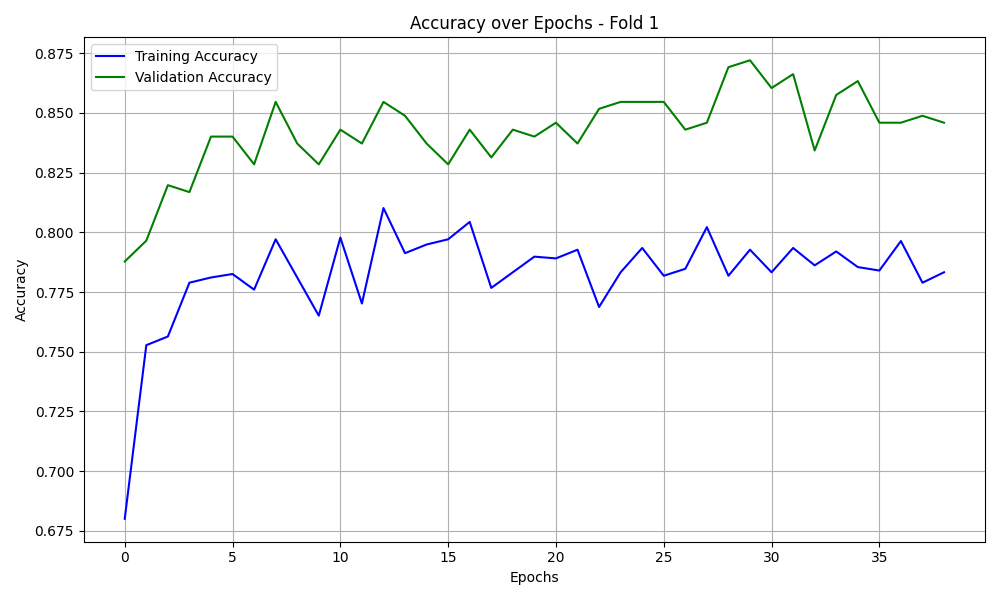 Accuracy over Epochs - Fold 1
Training Accuracy
Validation Accuracy
0.875
0.850
0.825
0.800
0.775
0.750
0.725
0.700
0.675
Accuracy
0 5 10 15 20 25 30 35
Epochs